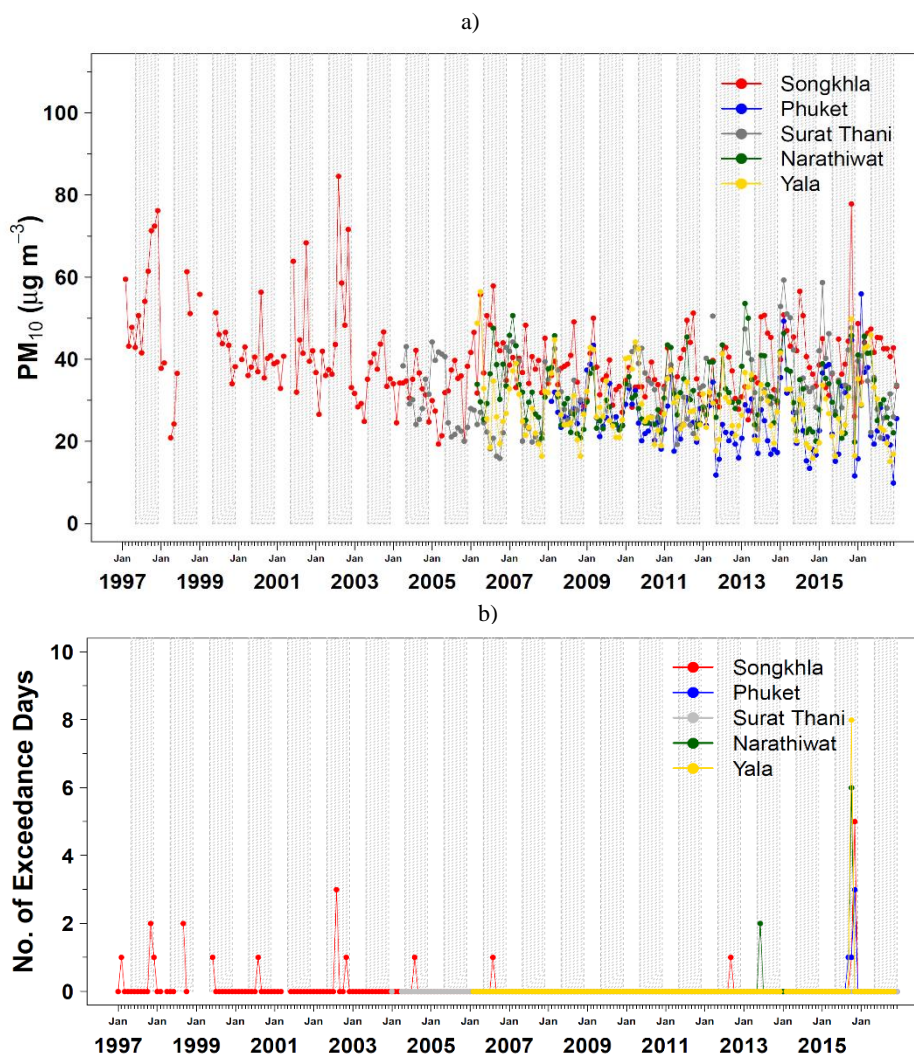 a)
PM10 (µg m−3)
100
80
60
40
20
0
Songkhla
Phuket
Surat Thani
Narathiwat
Yala
Jan Jan Jan Jan Jan Jan Jan Jan Jan Jan Jan Jan Jan Jan Jan Jan Jan Jan Jan Jan
1997 1999 2001 2003 2005 2007 2009 2011 2013 2015
b)
No. of Exceedance Days
10
8
6
4
2
0
Songkhla
Phuket
Surat Thani
Narathiwat
Yala
Jan Jan Jan Jan Jan Jan Jan Jan Jan Jan Jan Jan Jan Jan Jan Jan Jan Jan Jan Jan
1997 1999 2001 2003 2005 2007 2009 2011 2013 2015